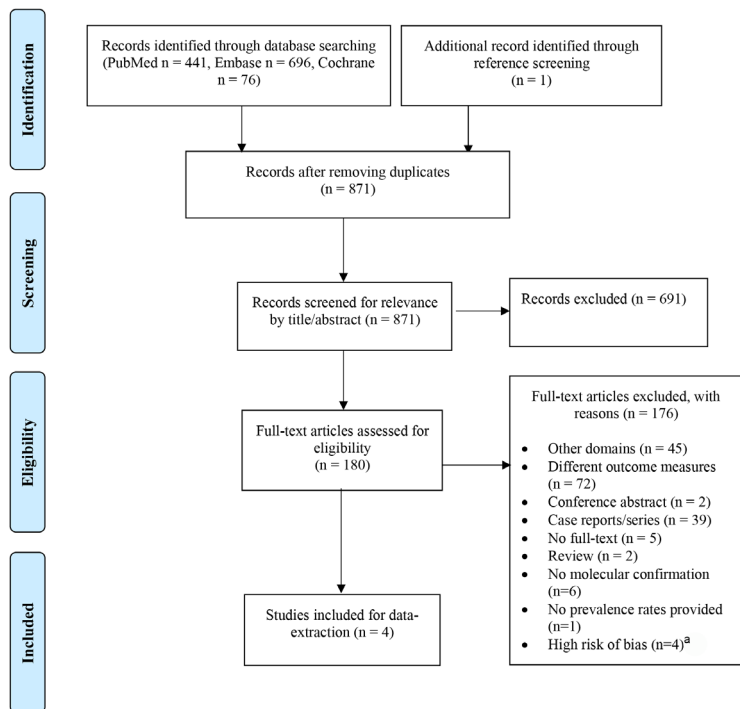 Identification
Records identified through database searching
(PubMed n = 441, Embase n = 696, Cochrane
n = 76)
Additional record identified through
reference screening
(n = 1)
Records after removing duplicates
(n = 871)
Screening
Records screened for relevance
by title/abstract (n = 871)
Records excluded (n = 691)
Eligibility
Full-text articles assessed for
eligibility
(n = 180)
Full-text articles excluded, with
reasons (n = 176)
• Other domains (n = 45)
• Different outcome measures
(n = 72)
• Conference abstract (n = 2)
• Case reports/series (n = 39)
• No full-text (n = 5)
• Review (n = 2)
• No molecular confirmation
(n=6)
• No prevalence rates provided
(n=1)
• High risk of bias (n=4)a
Included
Studies included for data-
extraction (n = 4)